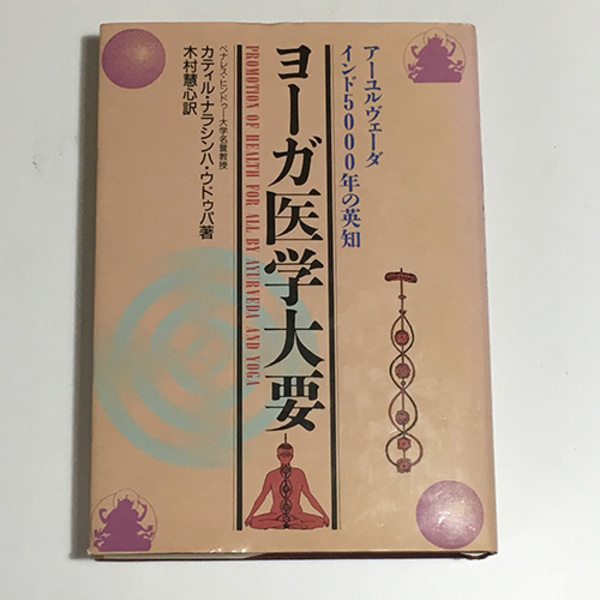 アーユルヴェーダ
インド5000年の英知
ヨーガ医学大要
PROMOTION OF HEALTH FOR ALL BY AYURVEDA AND YOGA
ベナレス・ヒンドゥー大学名誉教授
カティル・ナラシンハ・ウドゥパ著
木村慧心訳